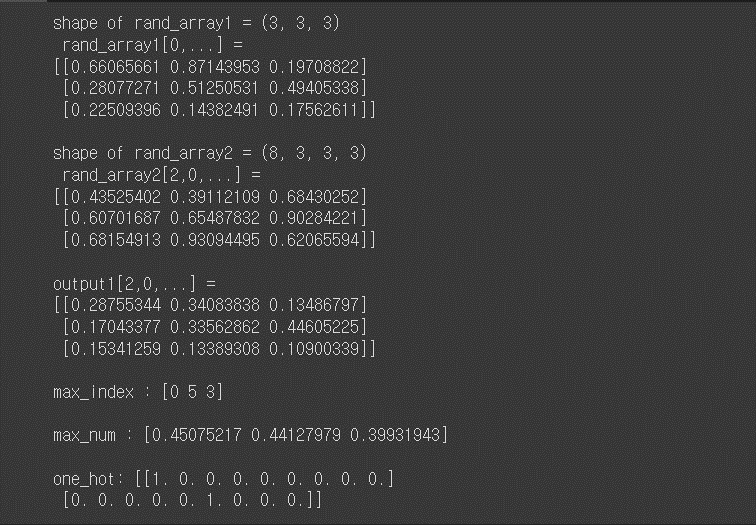 shape of rand_array1 = (3, 3, 3)
rand_array1[0,...] =
[[0.66065661 0.87143953 0.19708822]
[0.28077271 0.51250531 0.49405338]
[0.22509396 0.14382491 0.17562611]]
shape of rand_array2 = (8, 3, 3, 3)
rand_array2[2,0,...] =
[[0.43525402 0.39112109 0.68430252]
[0.60701687 0.65487832 0.90284221]
[0.68154913 0.93094495 0.62065594]]
output1[2,0,...] =
[[0.28755344 0.34083838 0.13486797]
[0.17043377 0.33562862 0.44605225]
[0.15341259 0.13389308 0.10900339]]
max_index : [0 5 3]
max_num : [0.45075217 0.44127979 0.39931943]
one_hot: [[1. 0. 0. 0. 0. 0. 0. 0. 0.]
[0. 0. 0. 0. 0. 1. 0. 0. 0.]]